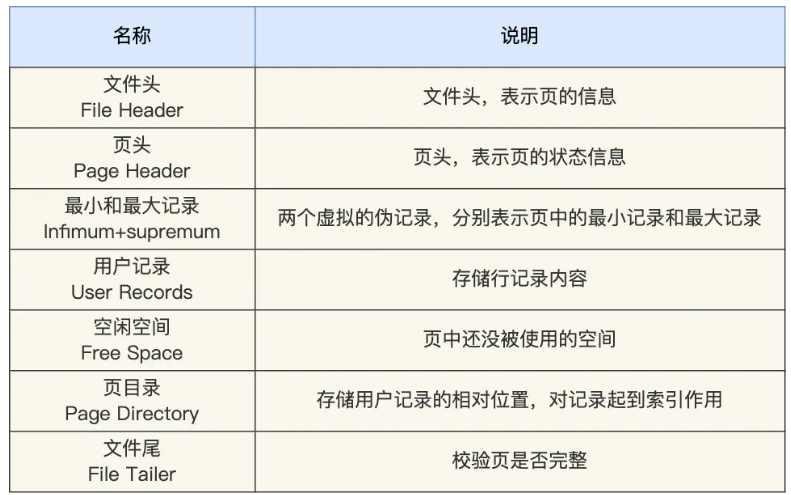 名称
说明
文件头
File Header
文件头，表示页的信息
页头
Page Header
页头，表示页的状态信息
最小和最大记录
Infimum+supremum
两个虚拟的伪记录，分别表示页中的最小记录和最大记录
用户记录
User Records
存储行记录内容
空闲空间
Free Space
页中还没被使用的空间
页目录
Page Directory
存储用户记录的相对位置，对记录起到索引作用
文件尾
File Tailer
校验页是否完整